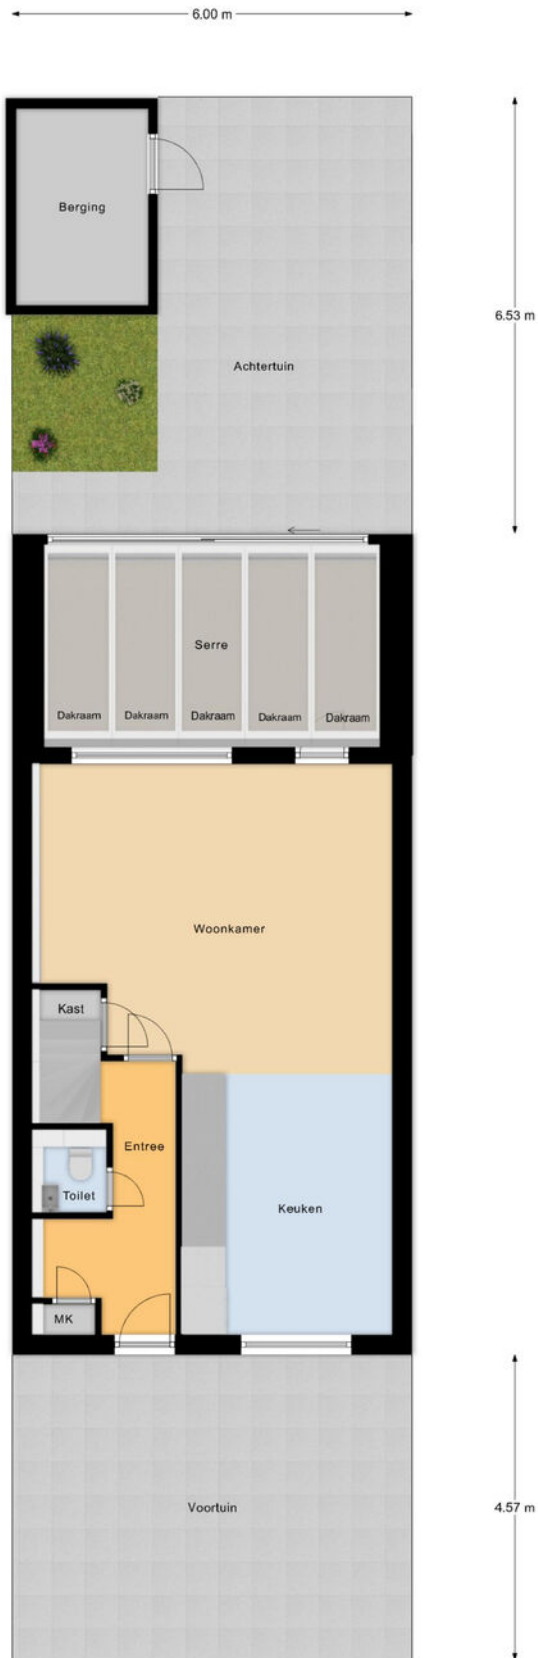 6.00 m
Berging
6.53 m
Achtertuin
Serre
Dakraam Dakraam Dakraam Dakraam Dakraam
Woonkamer
Kast
Entree
Toilet
Keuken
MK
Voortuin
4.57 m